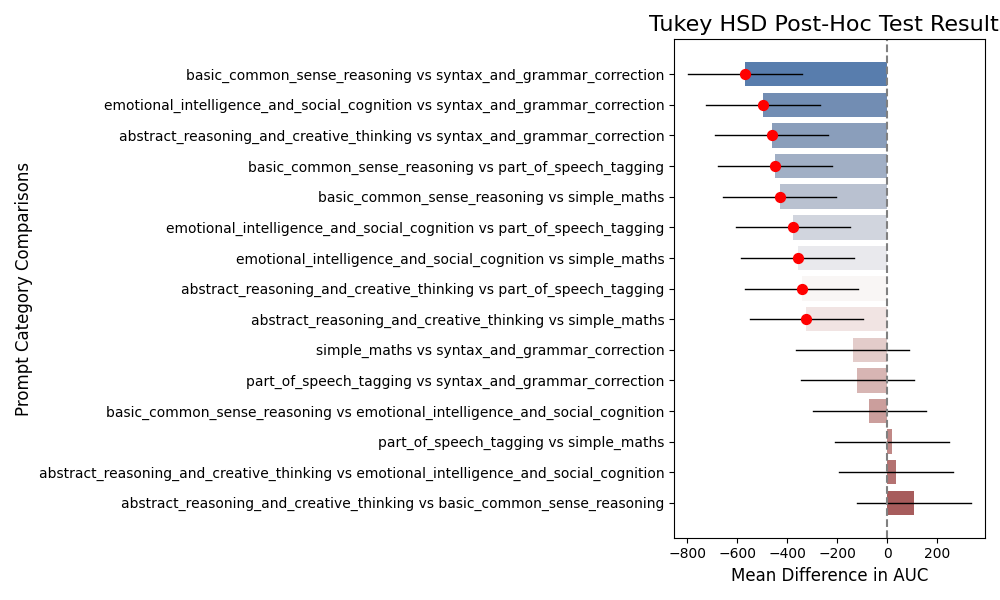 Tukey HSD Post-Hoc Test Result
Prompt Category Comparisons
basic_common_sense_reasoning vs syntax_and_grammar_correction
emotional_intelligence_and_social_cognition vs syntax_and_grammar_correction
abstract_reasoning_and_creative_thinking vs syntax_and_grammar_correction
basic_common_sense_reasoning vs part_of_speech_tagging
basic_common_sense_reasoning vs simple_maths
emotional_intelligence_and_social_cognition vs part_of_speech_tagging
emotional_intelligence_and_social_cognition vs simple_maths
abstract_reasoning_and_creative_thinking vs part_of_speech_tagging
abstract_reasoning_and_creative_thinking vs simple_maths
simple_maths vs syntax_and_grammar_correction
part_of_speech_tagging vs syntax_and_grammar_correction
basic_common_sense_reasoning vs emotional_intelligence_and_social_cognition
part_of_speech_tagging vs simple_maths
abstract_reasoning_and_creative_thinking vs emotional_intelligence_and_social_cognition
abstract_reasoning_and_creative_thinking vs basic_common_sense_reasoning
−800 −600 −400 −200 0 200
Mean Difference in AUC